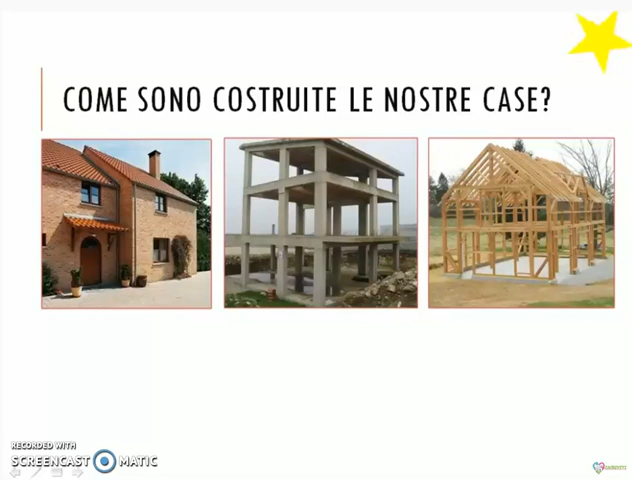 COME SONO COSTRUITE LE NOSTRE CASE?
RECORDED WITH
SCREENCAST MATIC